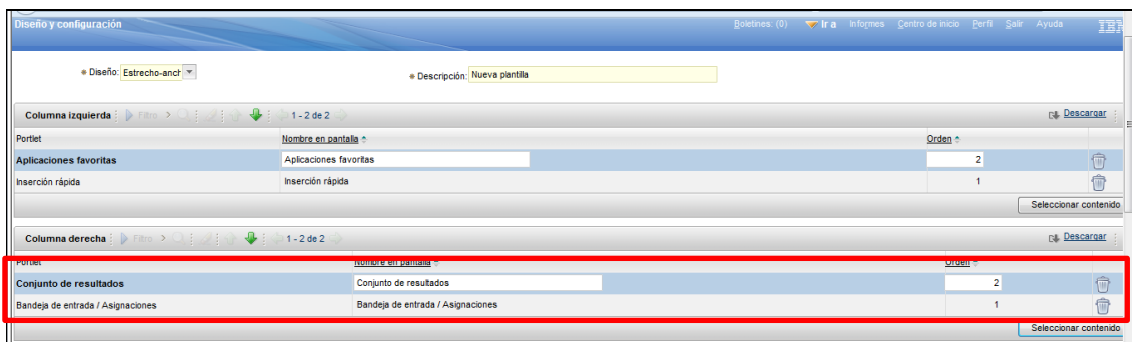 Diseño y configuración Boletines: (0) Ir a Informes Centro de inicio Perfil Salir Ayuda IBM
* Diseño: Estrecho-anch * Descripción: Nueva plantilla
Columna izquierda Filtro > 1 - 2 de 2 Descargar
Portlet Nombre en pantalla Orden
Aplicaciones favoritas Aplicaciones favoritas 2
Inserción rápida Inserción rápida 1
Seleccionar contenido
Columna derecha Filtro > 1 - 2 de 2 Descargar
Portlet Nombre en pantalla Orden
Conjunto de resultados Conjunto de resultados 2
Bandeja de entrada / Asignaciones Bandeja de entrada / Asignaciones 1
Seleccionar contenido